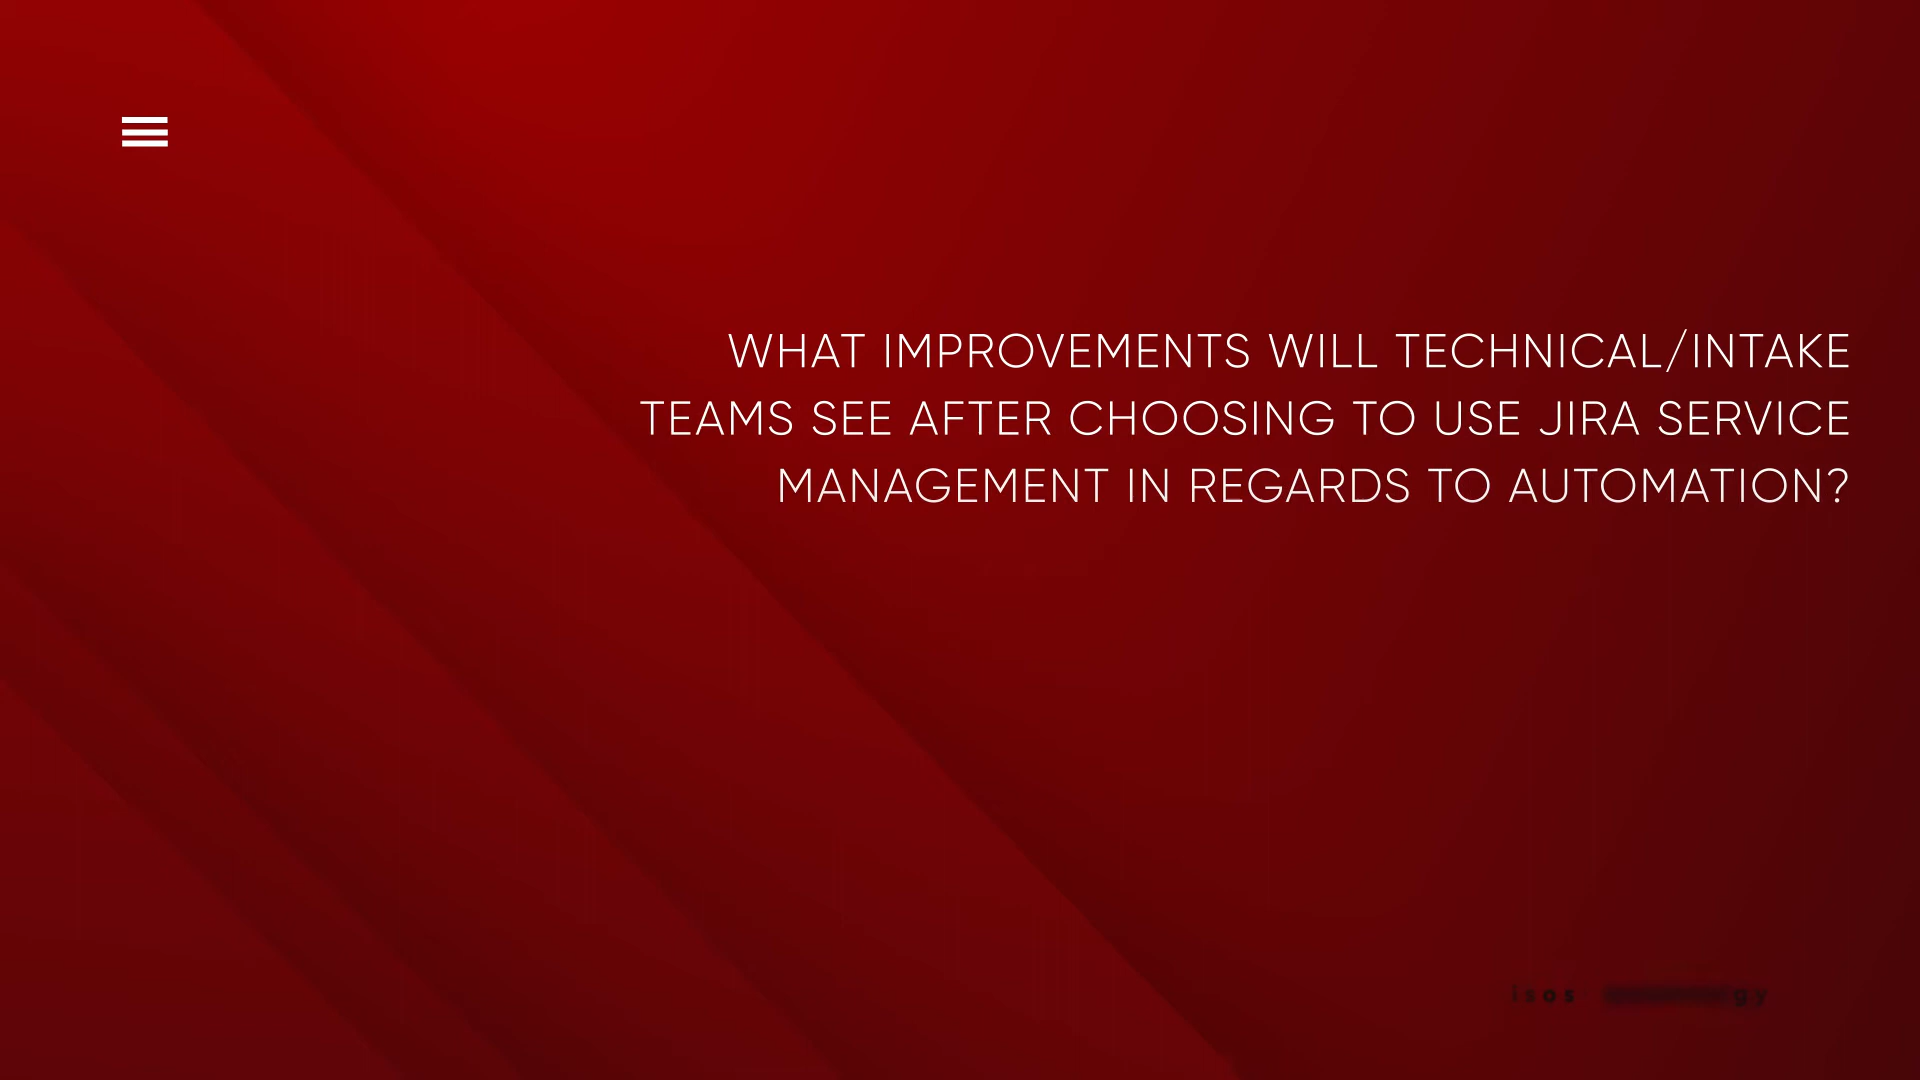 WHAT IMPROVEMENTS WILL TECHNICAL/INTAKE
TEAMS SEE AFTER CHOOSING TO USE JIRA SERVICE
MANAGEMENT IN REGARDS TO AUTOMATION?
isos